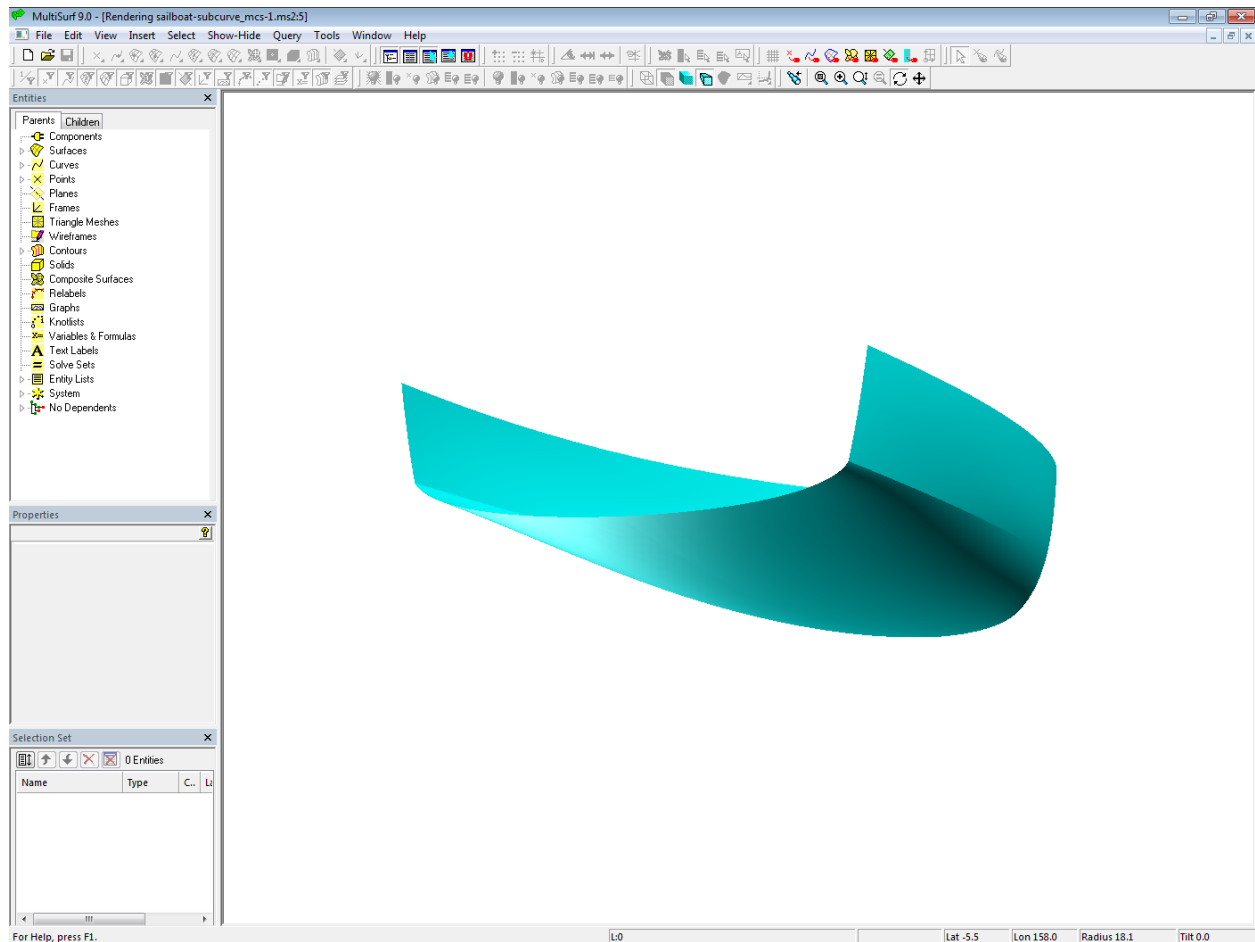 MultiSurf 9.0 - [Rendering sailboat-subcurve_mcs-1.ms2:5]
File Edit View Insert Select Show-Hide Query Tools Window Help
Entities
Parents Children
Components
Surfaces
Curves
Points
Planes
Frames
Triangle Meshes
Wireframes
Contours
Solids
Composite Surfaces
Relabels
Graphs
Knotlists
Variables & Formulas
Text Labels
Solve Sets
Entity Lists
System
No Dependents
Properties
Selection Set
0 Entities
Name Type C.. La
For Help, press F1. L:0 Lat -5.5 Lon 158.0 Radius 18.1 Tilt 0.0